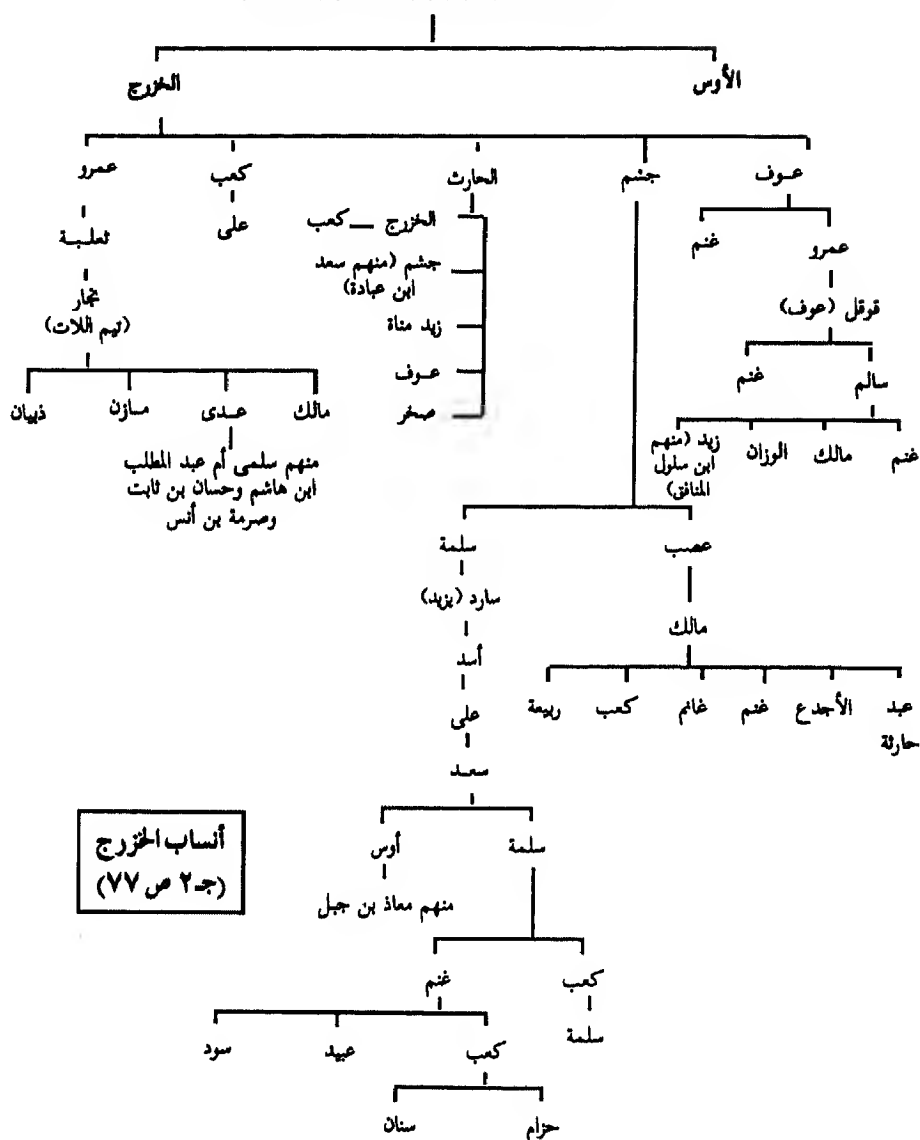 الأوس الخزرج
عوف جشم الحارث كعب عمرو
الخزرج — كعب على
عمرو غنم
ثعلبة
جشم (منهم سعد
ابن عبادة)
نجار
(تيم اللات)
قوقل (عوف)
زيد مناة
سالم غنم
عوف
صخر
مالك عدى مازن ذبيان
غنم مالك الوزان زيد (منهم
ابن سلول
المنافق)
منهم سلمى أم عبد المطلب
ابن هاشم وحسان بن ثابت
وصرمة بن أنس
عصب سلمة
سارد (يزيد)
مالك
أسد
عبد
حارثة الأجدع غنم غانم كعب ربيعة
على
سعد
سلمة أوس
منهم معاذ بن جبل
أنساب الخزرج
(جـ٢ ص ٧٧)
كعب غنم
سلمة
كعب عبيد سود
حزام سنان